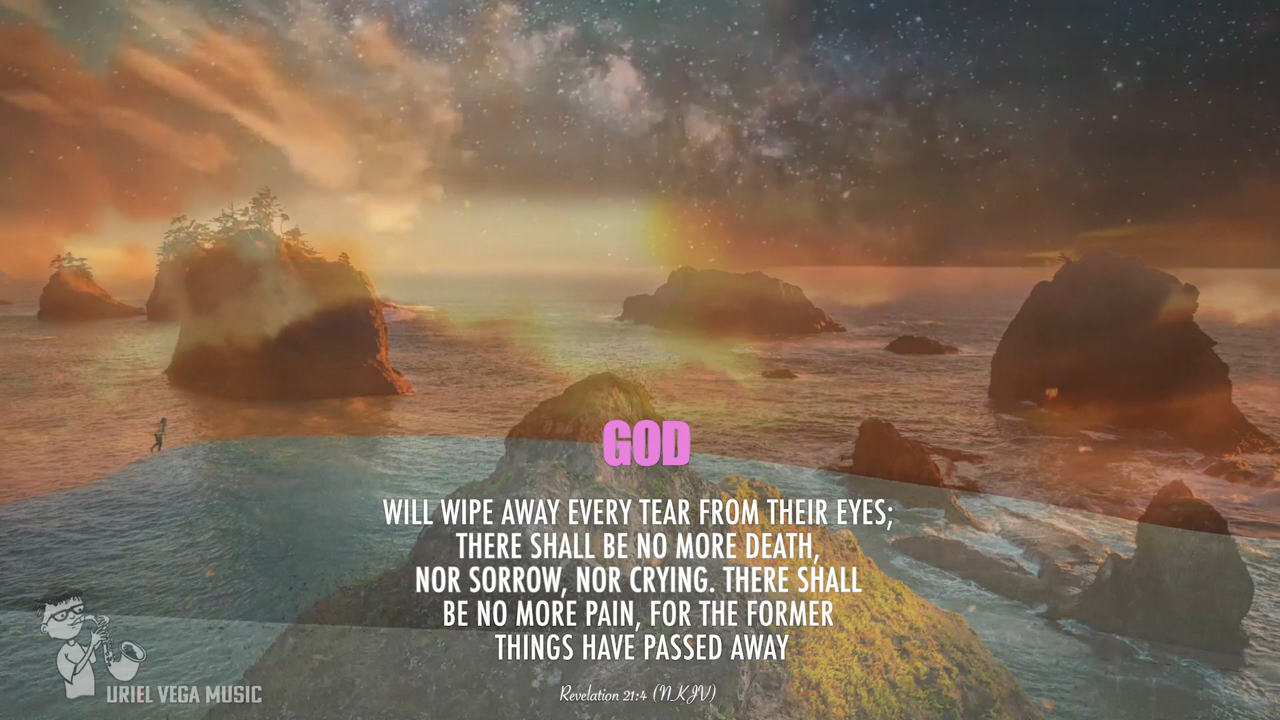 GOD
WILL WIPE AWAY EVERY TEAR FROM THEIR EYES;
THERE SHALL BE NO MORE DEATH,
NOR SORROW, NOR CRYING. THERE SHALL
BE NO MORE PAIN, FOR THE FORMER
THINGS HAVE PASSED AWAY
Revelation 21:4 (NKJV)
URIEL VEGA MUSIC